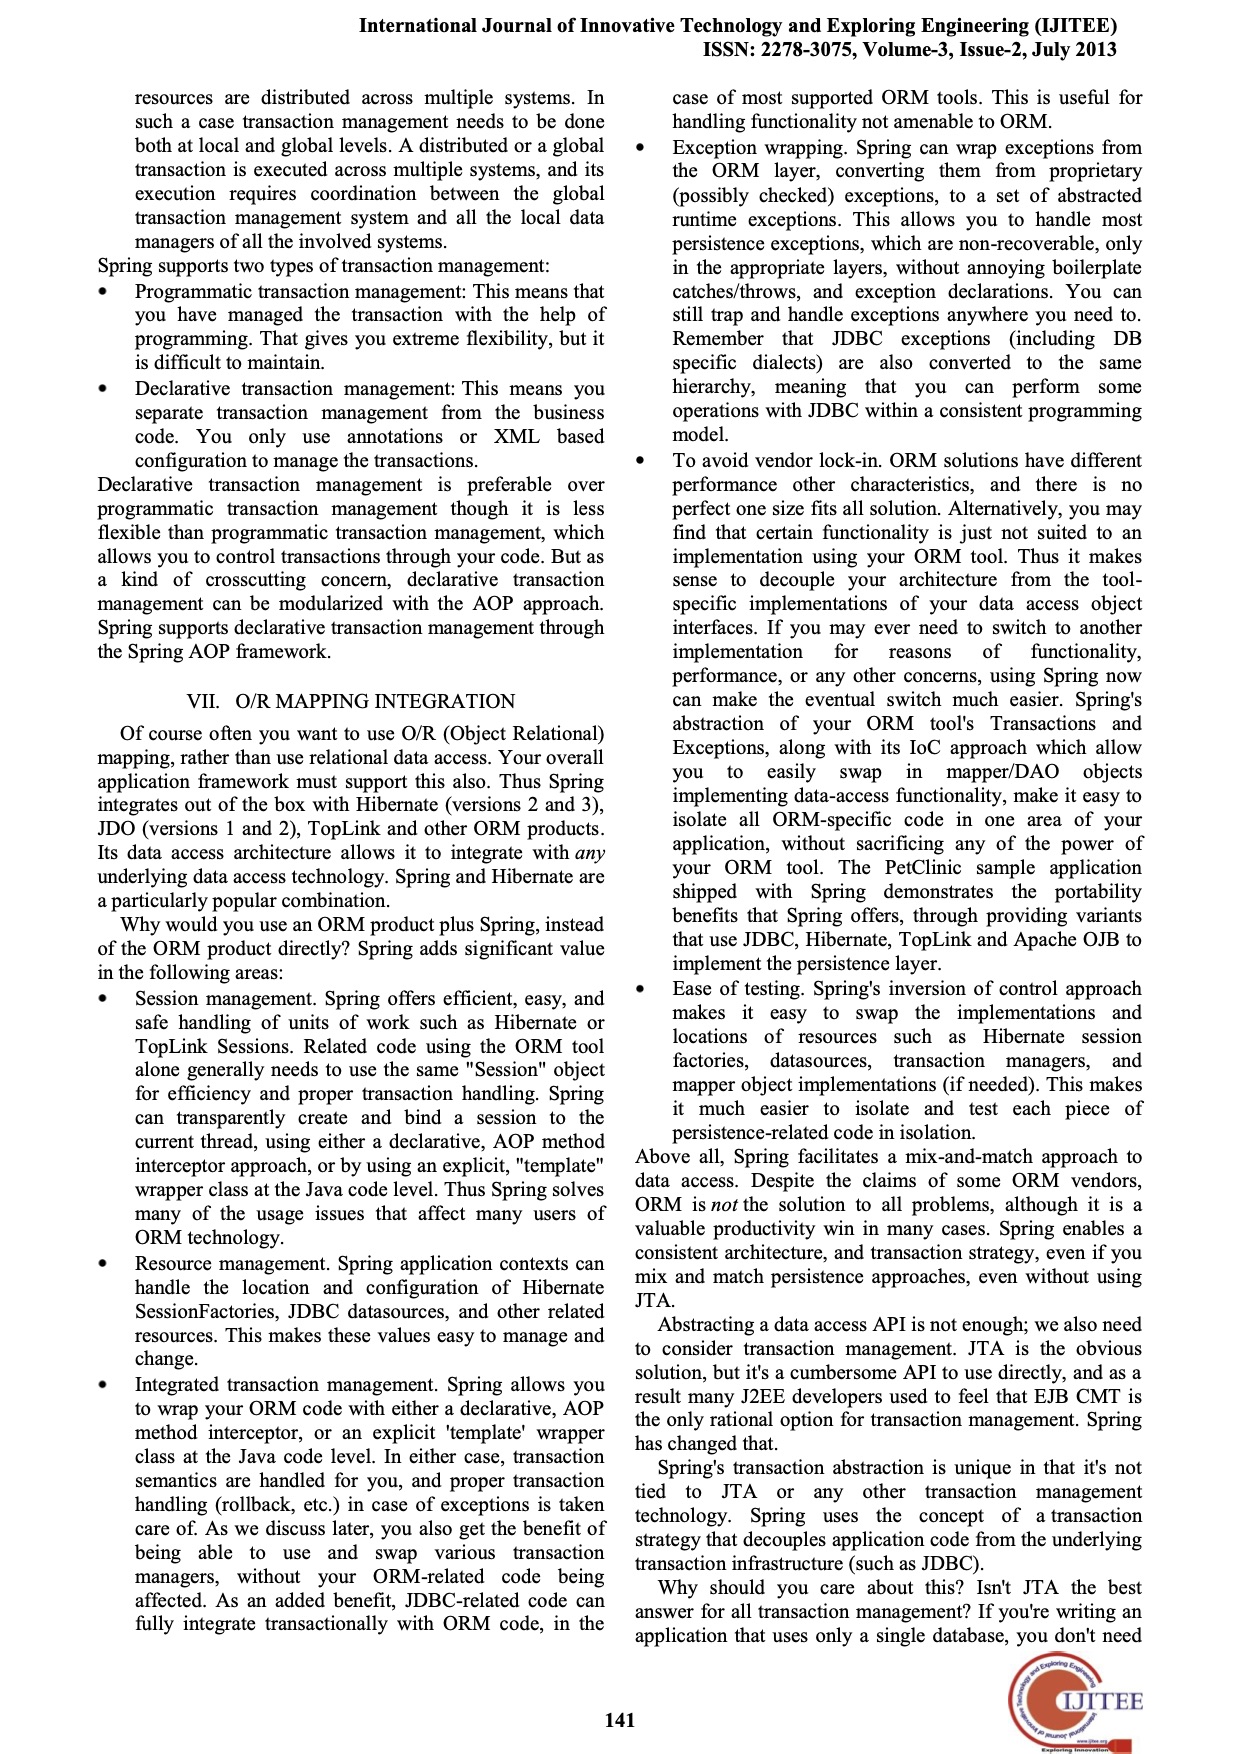 International Journal of Innovative Technology and Exploring Engineering (IJITEE)
ISSN: 2278-3075, Volume-3, Issue-2, July 2013
resources are distributed across multiple systems. In
such a case transaction management needs to be done
both at local and global levels. A distributed or a global
transaction is executed across multiple systems, and its
execution requires coordination between the global
transaction management system and all the local data
managers of all the involved systems.
Spring supports two types of transaction management:
• Programmatic transaction management: This means that
you have managed the transaction with the help of
programming. That gives you extreme flexibility, but it
is difficult to maintain.
• Declarative transaction management: This means you
separate transaction management from the business
code. You only use annotations or XML based
configuration to manage the transactions.
Declarative transaction management is preferable over
programmatic transaction management though it is less
flexible than programmatic transaction management, which
allows you to control transactions through your code. But as
a kind of crosscutting concern, declarative transaction
management can be modularized with the AOP approach.
Spring supports declarative transaction management through
the Spring AOP framework.
VII. O/R MAPPING INTEGRATION
Of course often you want to use O/R (Object Relational)
mapping, rather than use relational data access. Your overall
application framework must support this also. Thus Spring
integrates out of the box with Hibernate (versions 2 and 3),
JDO (versions 1 and 2), TopLink and other ORM products.
Its data access architecture allows it to integrate with any
underlying data access technology. Spring and Hibernate are
a particularly popular combination.
Why would you use an ORM product plus Spring, instead
of the ORM product directly? Spring adds significant value
in the following areas:
• Session management. Spring offers efficient, easy, and
safe handling of units of work such as Hibernate or
TopLink Sessions. Related code using the ORM tool
alone generally needs to use the same "Session" object
for efficiency and proper transaction handling. Spring
can transparently create and bind a session to the
current thread, using either a declarative, AOP method
interceptor approach, or by using an explicit, "template"
wrapper class at the Java code level. Thus Spring solves
many of the usage issues that affect many users of
ORM technology.
• Resource management. Spring application contexts can
handle the location and configuration of Hibernate
SessionFactories, JDBC datasources, and other related
resources. This makes these values easy to manage and
change.
• Integrated transaction management. Spring allows you
to wrap your ORM code with either a declarative, AOP
method interceptor, or an explicit 'template' wrapper
class at the Java code level. In either case, transaction
semantics are handled for you, and proper transaction
handling (rollback, etc.) in case of exceptions is taken
care of. As we discuss later, you also get the benefit of
being able to use and swap various transaction
managers, without your ORM-related code being
affected. As an added benefit, JDBC-related code can
fully integrate transactionally with ORM code, in the
case of most supported ORM tools. This is useful for
handling functionality not amenable to ORM.
• Exception wrapping. Spring can wrap exceptions from
the ORM layer, converting them from proprietary
(possibly checked) exceptions, to a set of abstracted
runtime exceptions. This allows you to handle most
persistence exceptions, which are non-recoverable, only
in the appropriate layers, without annoying boilerplate
catches/throws, and exception declarations. You can
still trap and handle exceptions anywhere you need to.
Remember that JDBC exceptions (including DB
specific dialects) are also converted to the same
hierarchy, meaning that you can perform some
operations with JDBC within a consistent programming
model.
• To avoid vendor lock-in. ORM solutions have different
performance other characteristics, and there is no
perfect one size fits all solution. Alternatively, you may
find that certain functionality is just not suited to an
implementation using your ORM tool. Thus it makes
sense to decouple your architecture from the tool-
specific implementations of your data access object
interfaces. If you may ever need to switch to another
implementation for reasons of functionality,
performance, or any other concerns, using Spring now
can make the eventual switch much easier. Spring's
abstraction of your ORM tool's Transactions and
Exceptions, along with its IoC approach which allow
you to easily swap in mapper/DAO objects
implementing data-access functionality, make it easy to
isolate all ORM-specific code in one area of your
application, without sacrificing any of the power of
your ORM tool. The PetClinic sample application
shipped with Spring demonstrates the portability
benefits that Spring offers, through providing variants
that use JDBC, Hibernate, TopLink and Apache OJB to
implement the persistence layer.
• Ease of testing. Spring's inversion of control approach
makes it easy to swap the implementations and
locations of resources such as Hibernate session
factories, datasources, transaction managers, and
mapper object implementations (if needed). This makes
it much easier to isolate and test each piece of
persistence-related code in isolation.
Above all, Spring facilitates a mix-and-match approach to
data access. Despite the claims of some ORM vendors,
ORM is not the solution to all problems, although it is a
valuable productivity win in many cases. Spring enables a
consistent architecture, and transaction strategy, even if you
mix and match persistence approaches, even without using
JTA.
Abstracting a data access API is not enough; we also need
to consider transaction management. JTA is the obvious
solution, but it's a cumbersome API to use directly, and as a
result many J2EE developers used to feel that EJB CMT is
the only rational option for transaction management. Spring
has changed that.
Spring's transaction abstraction is unique in that it's not
tied to JTA or any other transaction management
technology. Spring uses the concept of a transaction
strategy that decouples application code from the underlying
transaction infrastructure (such as JDBC).
Why should you care about this? Isn't JTA the best
answer for all transaction management? If you're writing an
application that uses only a single database, you don't need
141
IJITEE
www.ijitee.org
Exploring Innovation